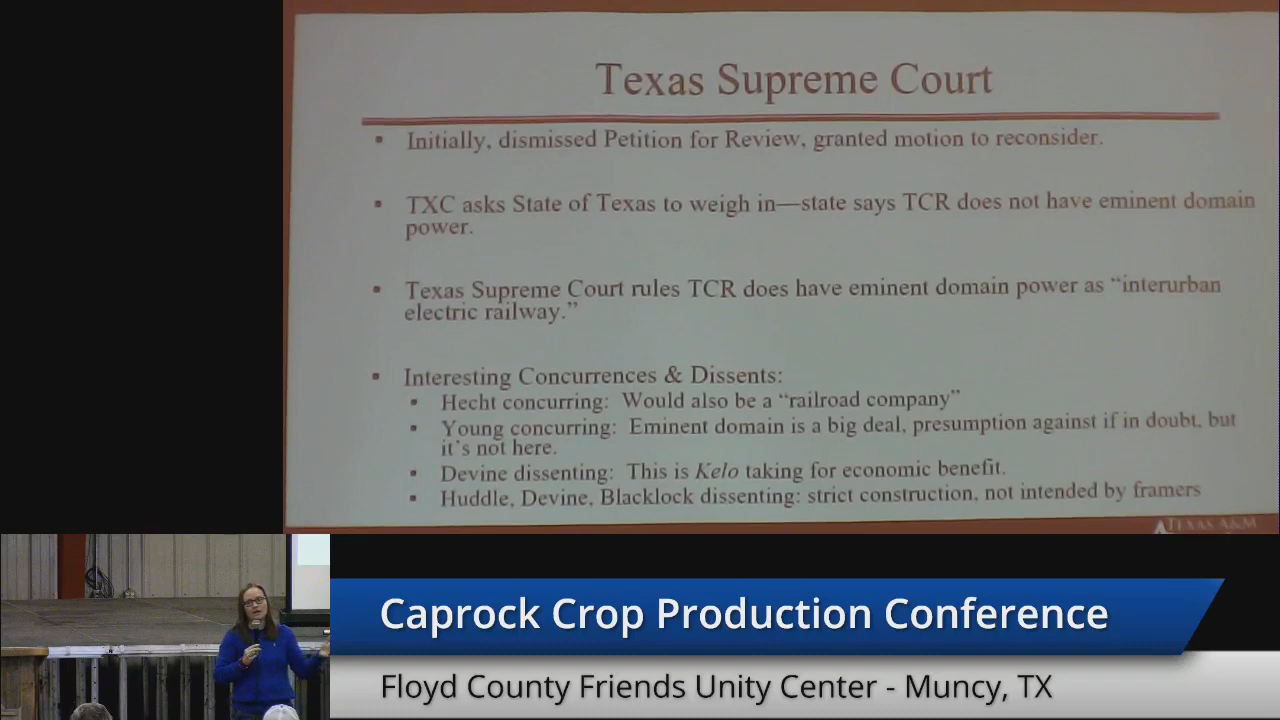 Texas Supreme Court
▪ Initially, dismissed Petition for Review, granted motion to reconsider.
▪ TXC asks State of Texas to weigh in—state says TCR does not have eminent domain
power.
▪ Texas Supreme Court rules TCR does have eminent domain power as “interurban
electric railway.”
▪ Interesting Concurrences & Dissents:
▪ Hecht concurring: Would also be a “railroad company”
▪ Young concurring: Eminent domain is a big deal, presumption against if in doubt, but
it’s not here.
▪ Devine dissenting: This is Kelo taking for economic benefit.
▪ Huddle, Devine, Blacklock dissenting: strict construction, not intended by framers
TEXAS A&M
Caprock Crop Production Conference
Floyd County Friends Unity Center - Muncy, TX